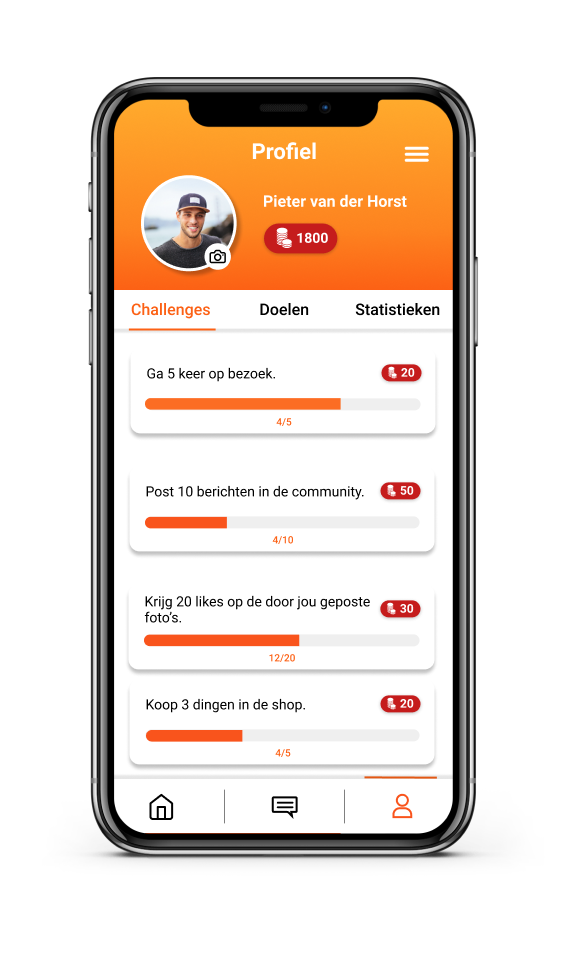 Profiel
Pieter van der Horst
1800
Challenges Doelen Statistieken
Ga 5 keer op bezoek. 20
4/5
Post 10 berichten in de community. 50
4/10
Krijg 20 likes op de door jou geposte
foto's. 30
12/20
Koop 3 dingen in de shop. 20
4/5